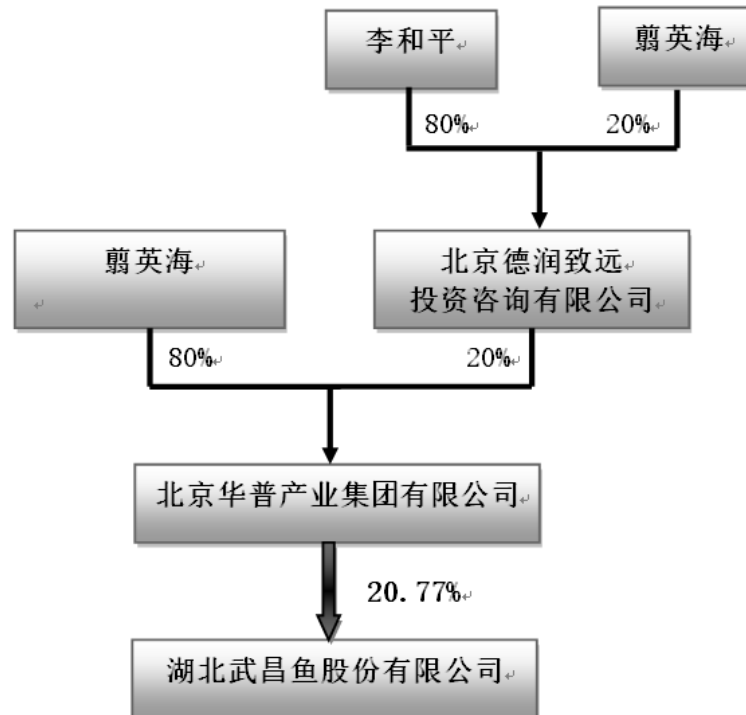 李和平
翦英海
80%
20%
翦英海
北京德润致远
投资咨询有限公司
80%
20%
北京华普产业集团有限公司
20.77%
湖北武昌鱼股份有限公司